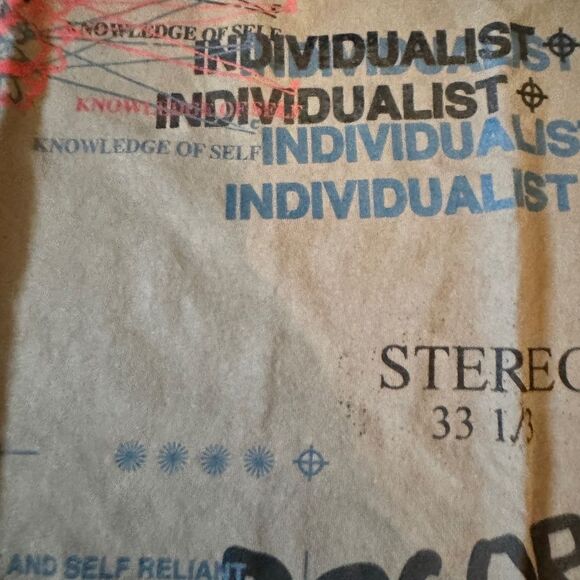 KNOWLEDGE OF SELF
INDIVIDUALIST
INDIVIDUALIST
KNOWLEDGE OF SELF
INDIVIDUALIST
KNOWLEDGE OF SELF
INDIVIDUALIS
INDIVIDUALIST
STEREO
33 1/3
AND SELF RELIANT.